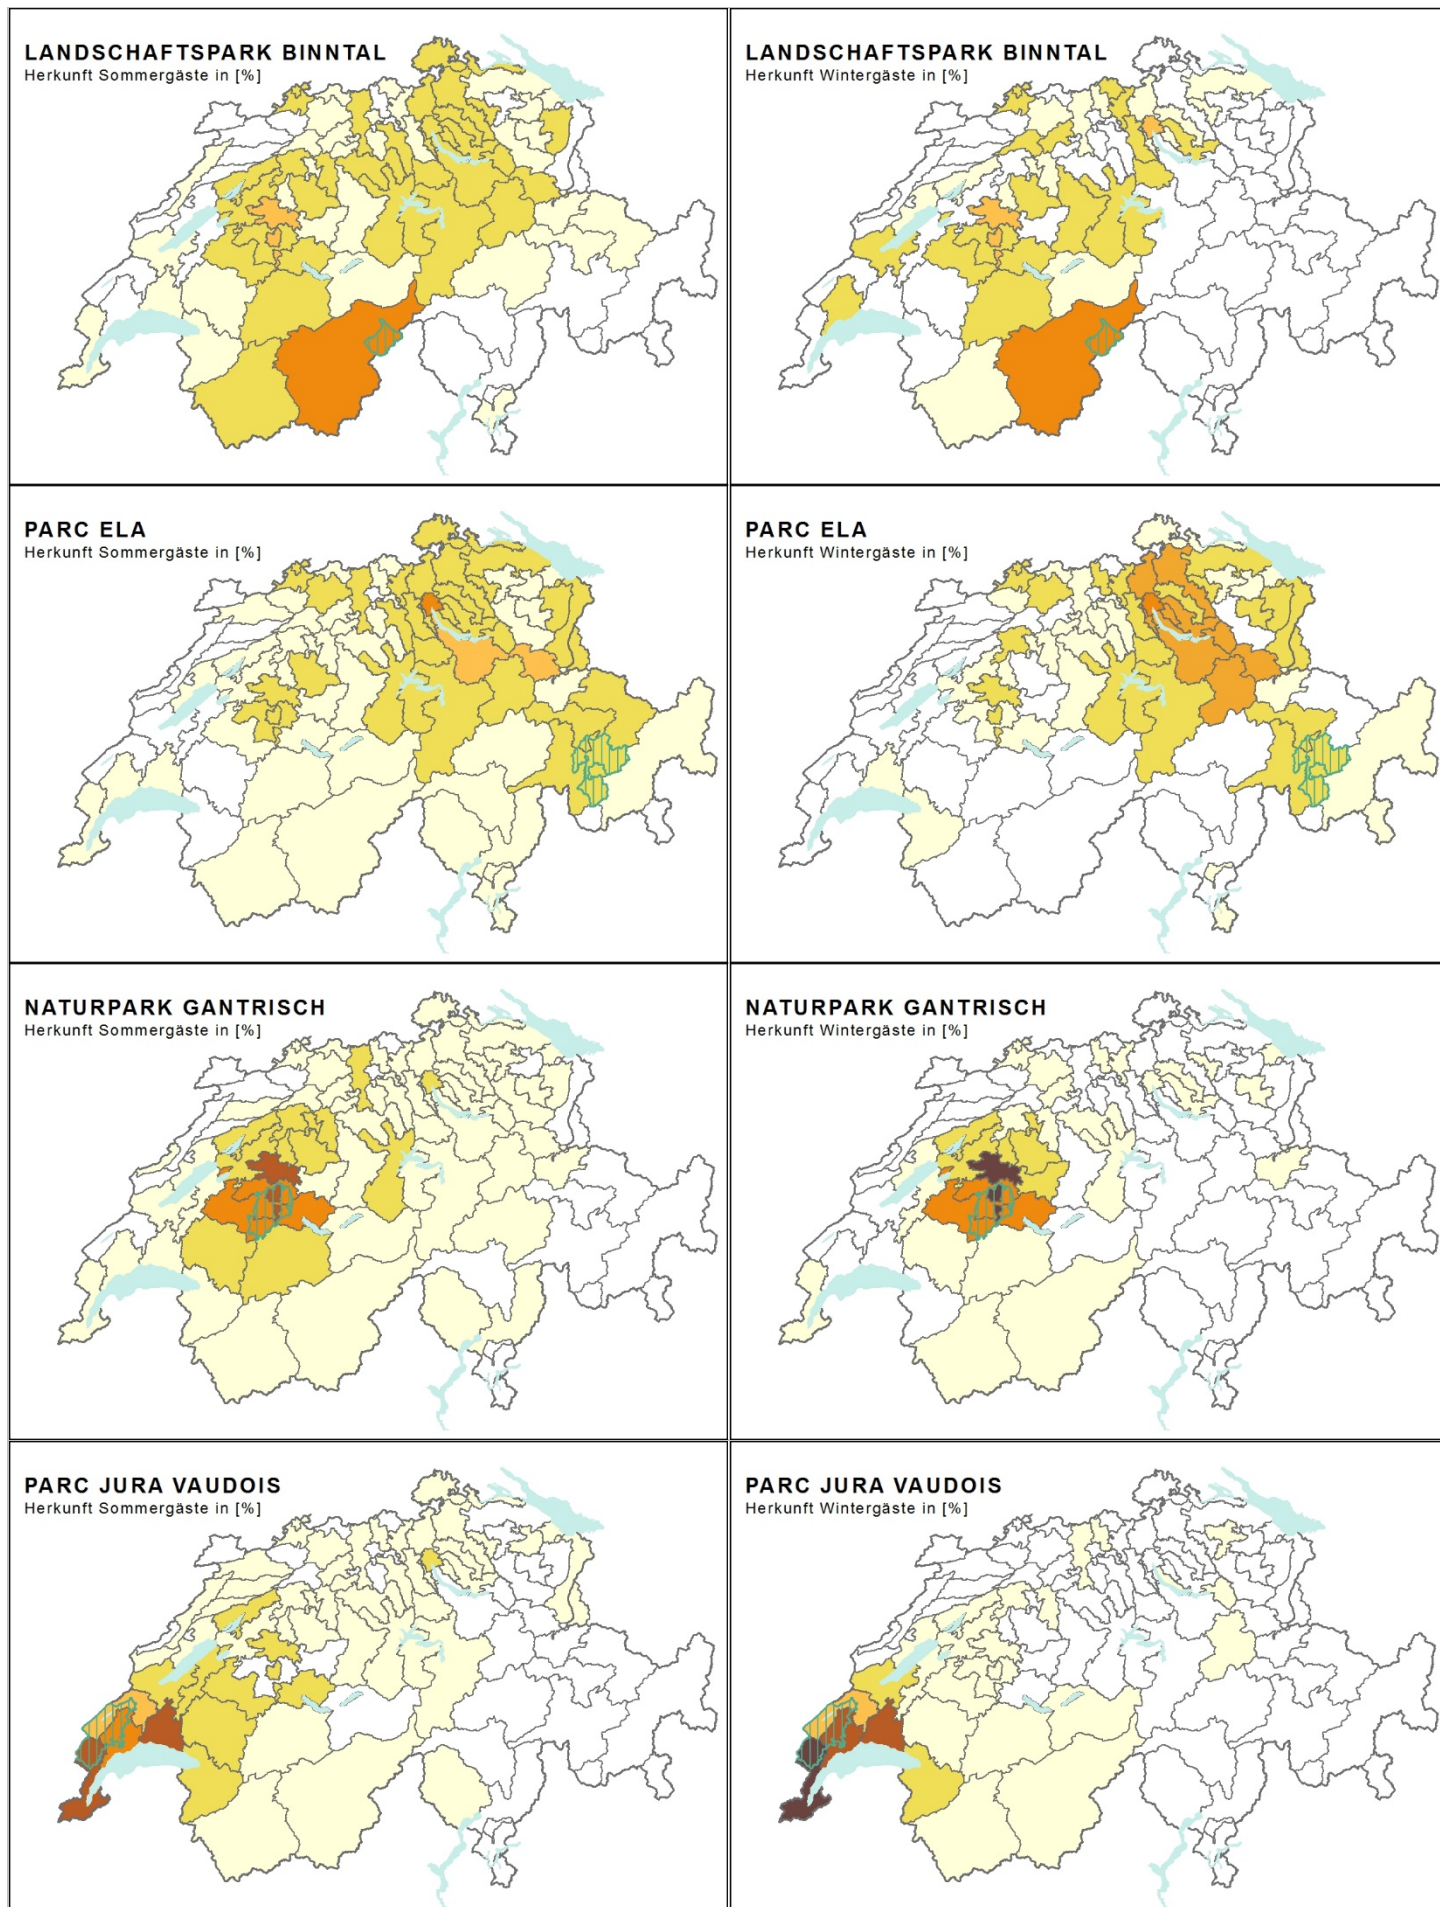 LANDSCHAFTSPARK BINNTAL
Herkunft Sommergäste in [%]
LANDSCHAFTSPARK BINNTAL
Herkunft Wintergäste in [%]
PARC ELA
Herkunft Sommergäste in [%]
PARC ELA
Herkunft Wintergäste in [%]
NATURPARK GANTRISCH
Herkunft Sommergäste in [%]
NATURPARK GANTRISCH
Herkunft Wintergäste in [%]
PARC JURA VAUDOIS
Herkunft Sommergäste in [%]
PARC JURA VAUDOIS
Herkunft Wintergäste in [%]